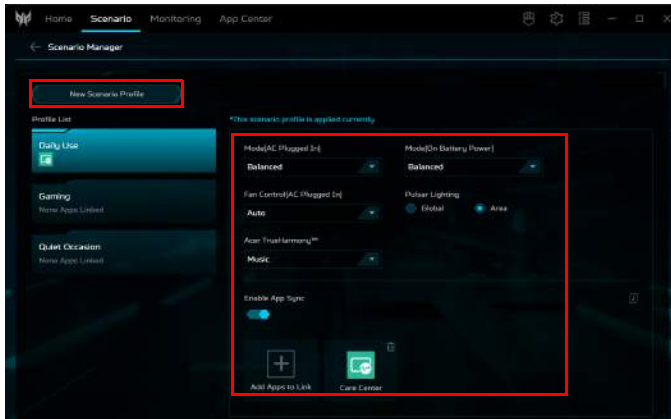 Home Scenario Monitoring App Center
Scenario Manager
New Scenario Profile
Profile List
*This scenario profile is applied currently
Daily Use
Mode(AC Plugged In) Mode(On Battery Power)
Balanced Balanced
Gaming
None Apps Linked
Fan Control(AC Plugged In) Pulsar Lighting
Auto Global Area
Quiet Occasion
None Apps Linked
Acer TrueHarmony™
Music
Enable App Sync
Add Apps to Link Care Center